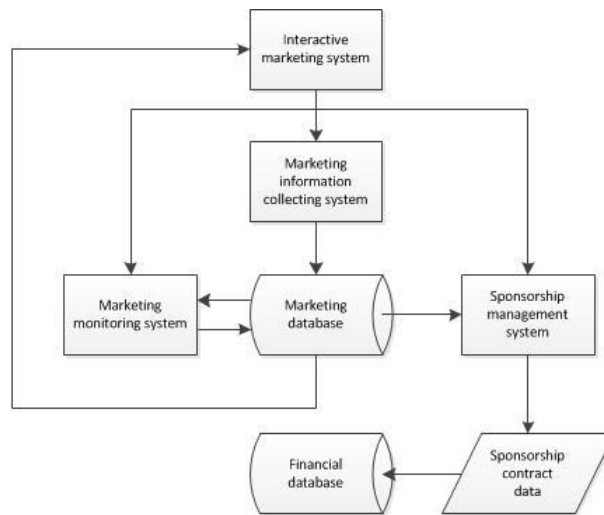 Interactive
marketing system
Marketing
information
collecting system
Marketing
monitoring system
Marketing
database
Sponsorship
management
system
Financial
database
Sponsorship
contract
data